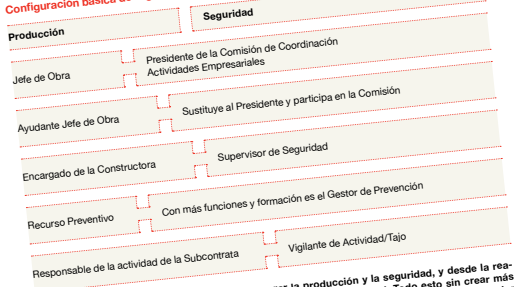 Configuración básica de
Producción
Seguridad
Jefe de Obra
Presidente de la Comisión de Coordinación
Actividades Empresariales
Ayudante Jefe de Obra
Sustituye al Presidente y participa en la Comisión
Encargado de la Constructora
Supervisor de Seguridad
Recurso Preventivo
Con más funciones y formación es el Gestor de Prevención
Responsable de la actividad de la Subcontrata
Vigilante de Actividad/Tajo
la producción y la seguridad, y desde la rea-
Todo esto sin crear más